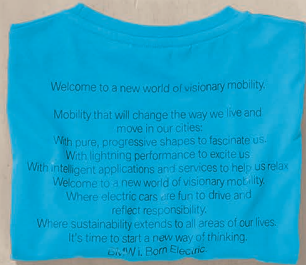 Welcome to a new world of visionary mobility.
Mobility that will change the way we live and
move in our cities:
With pure, progressive shapes to fascinate us.
With lightning performance to excite us
With intelligent applications and services to help us relax
Welcome to a new world of visionary mobility.
Where electric cars are fun to drive and
reflect responsibility.
Where sustainability extends to all areas of our lives.
It's time to start a new way of thinking.
BMW i. Born Electric.